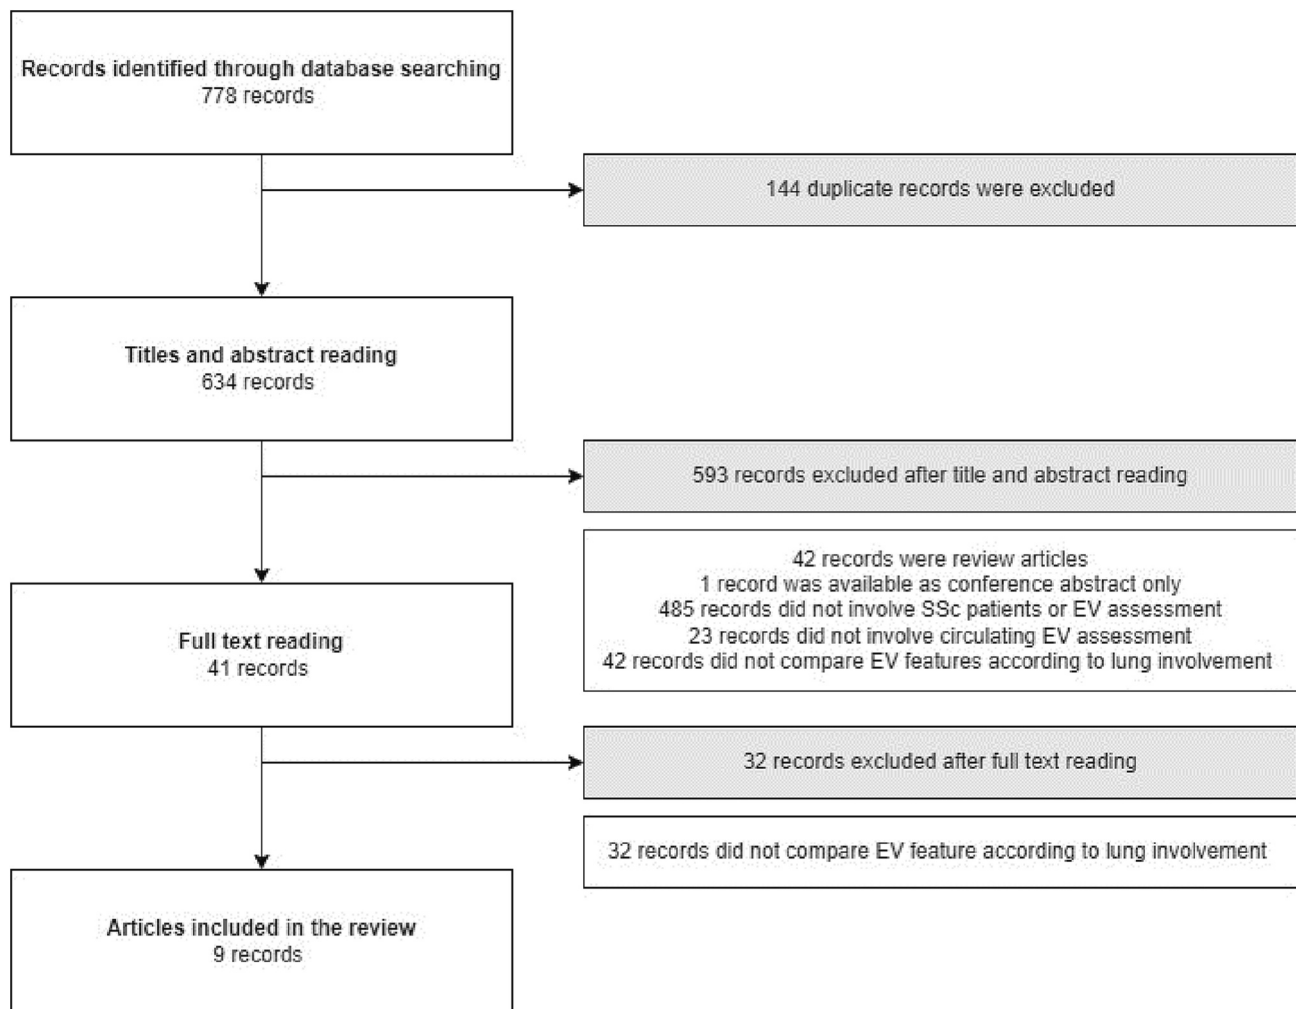 Records identified through database searching
778 records
144 duplicate records were excluded
Titles and abstract reading
634 records
593 records excluded after title and abstract reading
42 records were review articles
1 record was available as conference abstract only
485 records did not involve SSc patients or EV assessment
23 records did not involve circulating EV assessment
42 records did not compare EV features according to lung involvement
Full text reading
41 records
32 records excluded after full text reading
32 records did not compare EV feature according to lung involvement
Articles included in the review
9 records